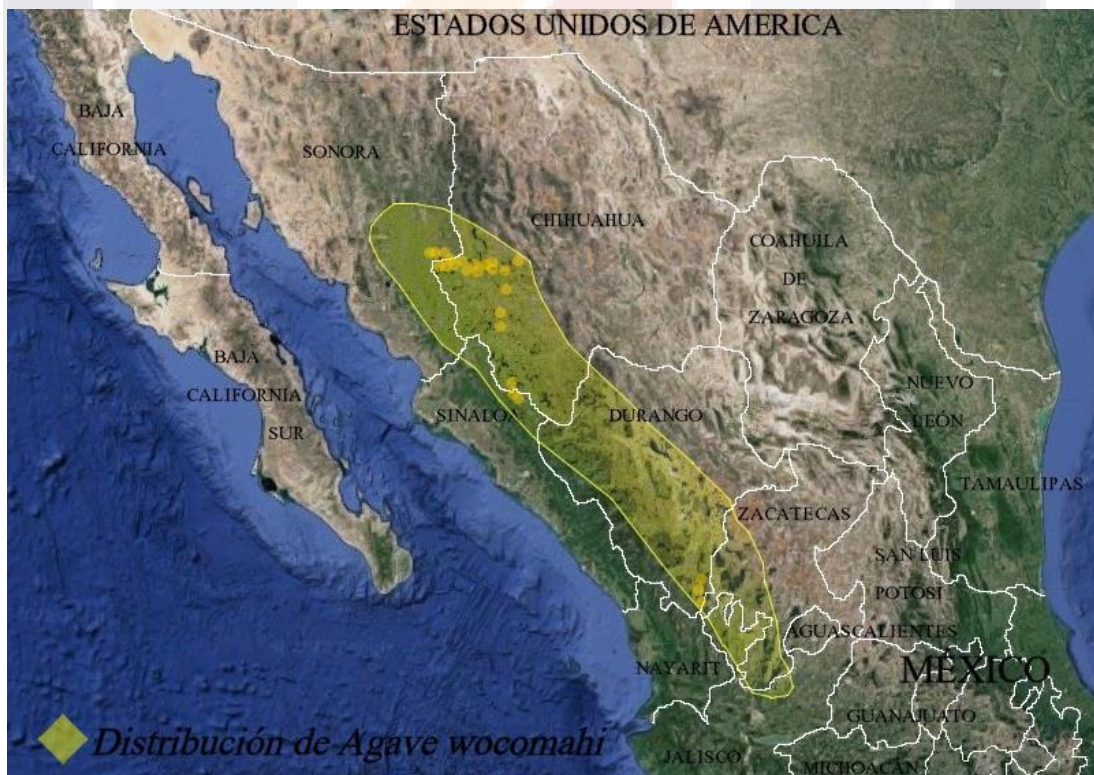 ESTADOS UNIDOS DE AMERICA
BAJA
CALIFORNIA
SONORA
CHIHUAHUA
COAHUILA
DE
ZARAGOZA
BAJA
CALIFORNIA
SUR
SINALOA
DURANGO
NUEVO
LEÓN
TAMAULIPAS
ZACATECAS
SAN LUIS
POTOSI
AGUASCALIENTES
NAYARIT
MÉXICO
GUANAJUATO
JALISCO
MICHOACÁN
Distribución de Agave wocomahi